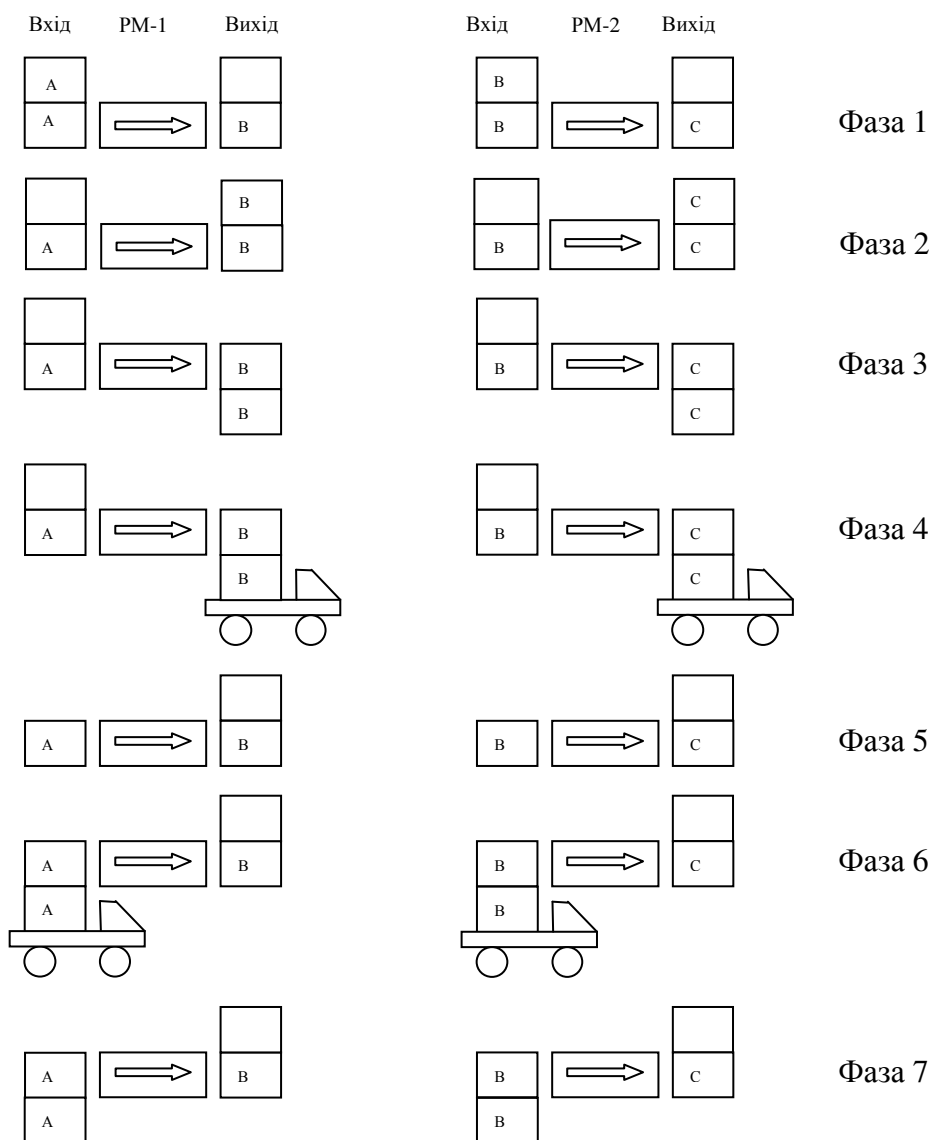 Вхід РМ-1 Вихід Вхід РМ-2 Вихід
А В
А В В С Фаза 1
В С
А В В С Фаза 2
А В В С Фаза 3
В С
А В В С Фаза 4
В С
А В В С Фаза 5
А В В С Фаза 6
А В
А В В С Фаза 7
А В